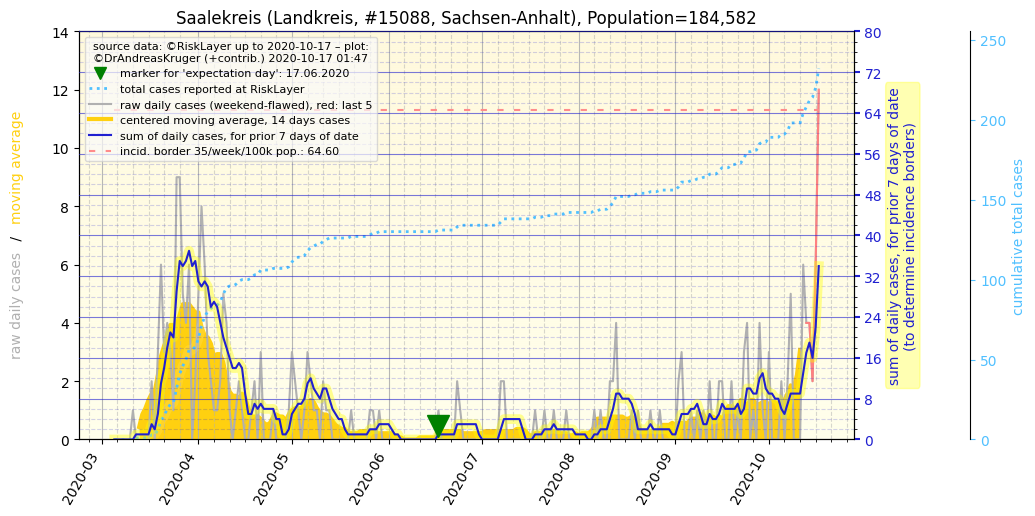 Saalekreis (Landkreis, #15088, Sachsen-Anhalt), Population=184,582
source data: ©RiskLayer up to 2020-10-17 – plot:
©DrAndreasKruger (+contrib.) 2020-10-17 01:47
marker for 'expectation day': 17.06.2020
total cases reported at RiskLayer
raw daily cases (weekend-flawed), red: last 5
centered moving average, 14 days cases
sum of daily cases, for prior 7 days of date
incid. border 35/week/100k pop.: 64.60
raw daily cases / moving average
14
12
10
8
6
4
2
0
2020-03
2020-04
2020-05
2020-06
2020-07
2020-08
2020-09
2020-10
80
72
64
56
48
40
32
24
16
8
0
sum of daily cases, for prior 7 days of date
(to determine incidence borders)
250
200
150
100
50
0
cumulative total cases